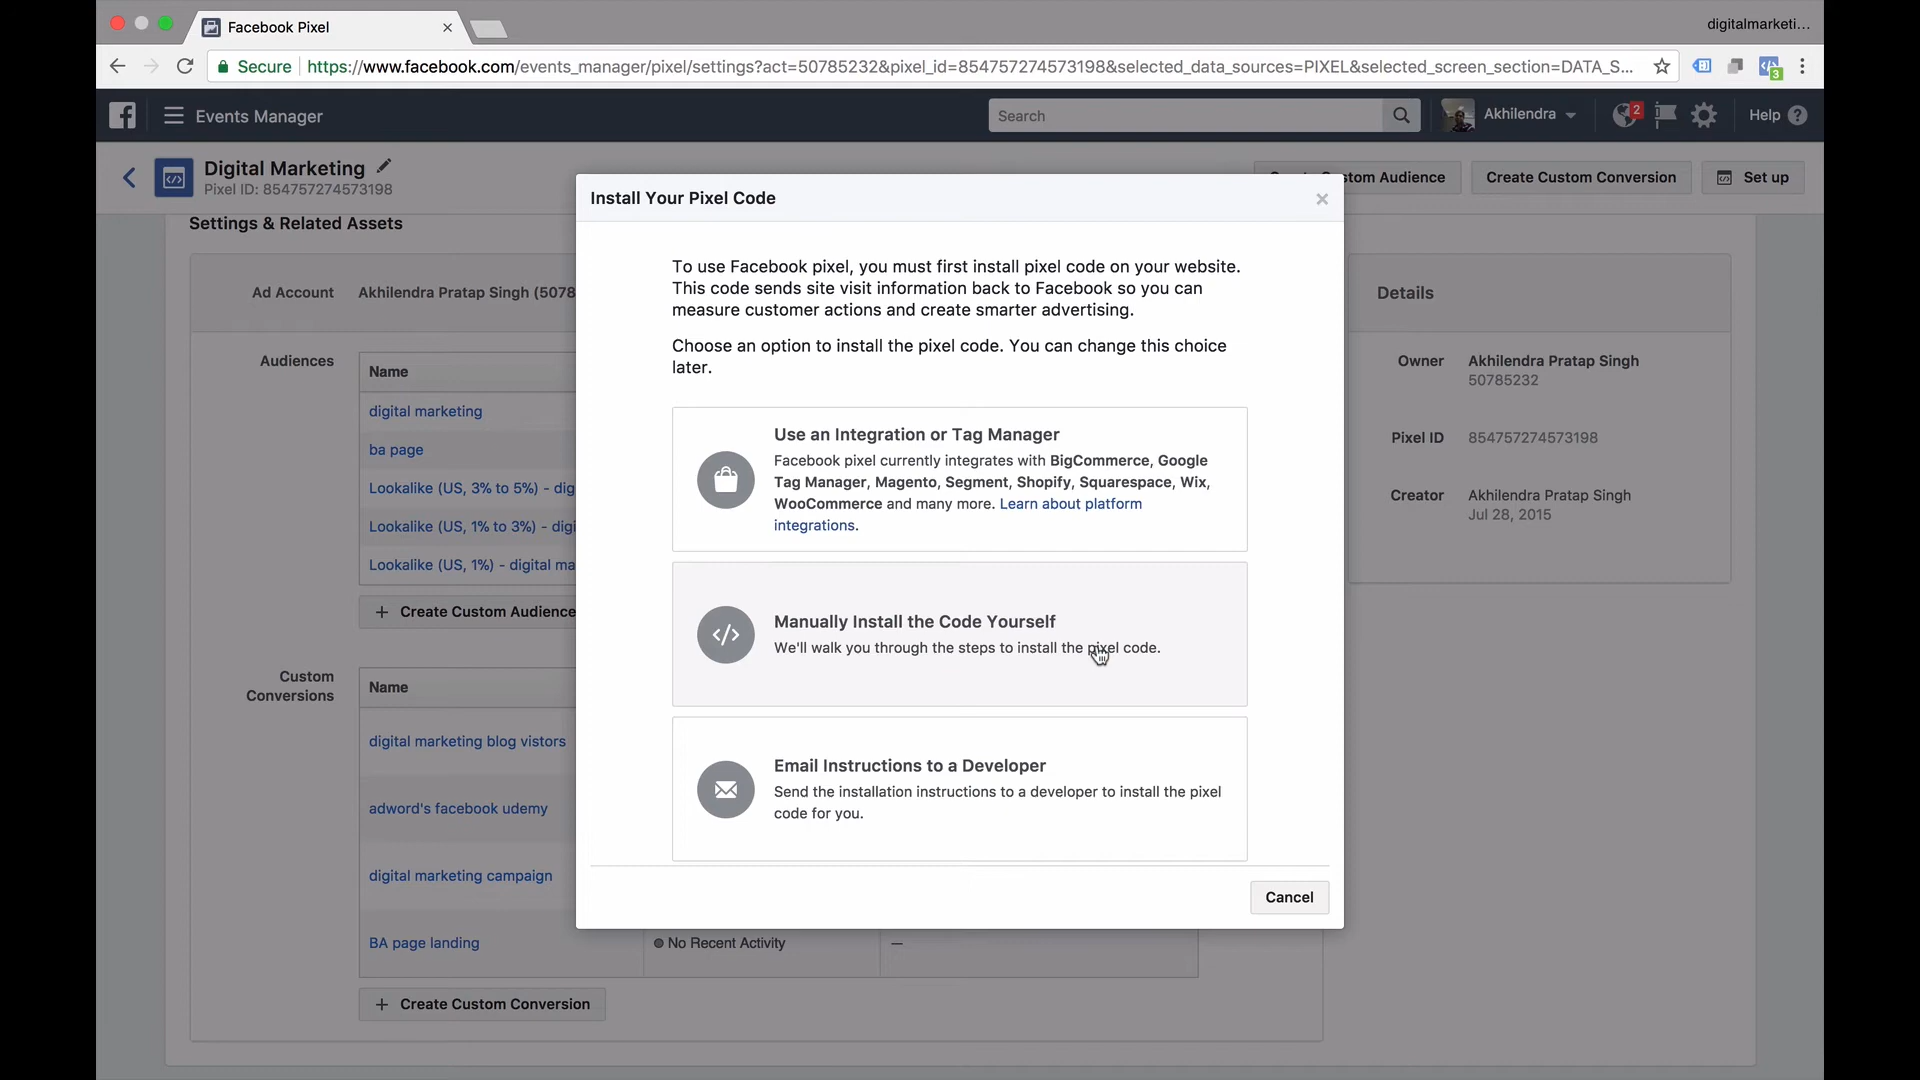 Facebook Pixel
digitalmarketi...
Secure
https://www.facebook.com/events_manager/pixel/settings?act=50785232&pixel_id=854757274573198&selected_data_sources=PIXEL&selected_screen_section=DATA_S...
3
Events Manager
Search
Akhilendra
2
Help
Digital Marketing
Pixel ID: 854757274573198
tom Audience
Create Custom Conversion
Set up
Settings & Related Assets
Install Your Pixel Code
To use Facebook pixel, you must first install pixel code on your website.
This code sends site visit information back to Facebook so you can
measure customer actions and create smarter advertising.
Choose an option to install the pixel code. You can change this choice
later.
Use an Integration or Tag Manager
Facebook pixel currently integrates with BigCommerce, Google
Tag Manager, Magento, Segment, Shopify, Squarespace, Wix,
WooCommerce and many more. Learn about platform
integrations.
Manually Install the Code Yourself
We'll walk you through the steps to install the pixel code.
Email Instructions to a Developer
Send the installation instructions to a developer to install the pixel
code for you.
Cancel
Ad Account
Akhilendra Pratap Singh (5078
Audiences
Name
digital marketing
ba page
Lookalike (US, 3% to 5%) - dig
Lookalike (US, 1% to 3%) - digi
Lookalike (US, 1%) - digital ma
+ Create Custom Audience
Custom
Conversions
Name
digital marketing blog vistors
adword's facebook udemy
digital marketing campaign
BA page landing
No Recent Activity
—
+ Create Custom Conversion
Details
Owner
Akhilendra Pratap Singh
50785232
Pixel ID
854757274573198
Creator
Akhilendra Pratap Singh
Jul 28, 2015